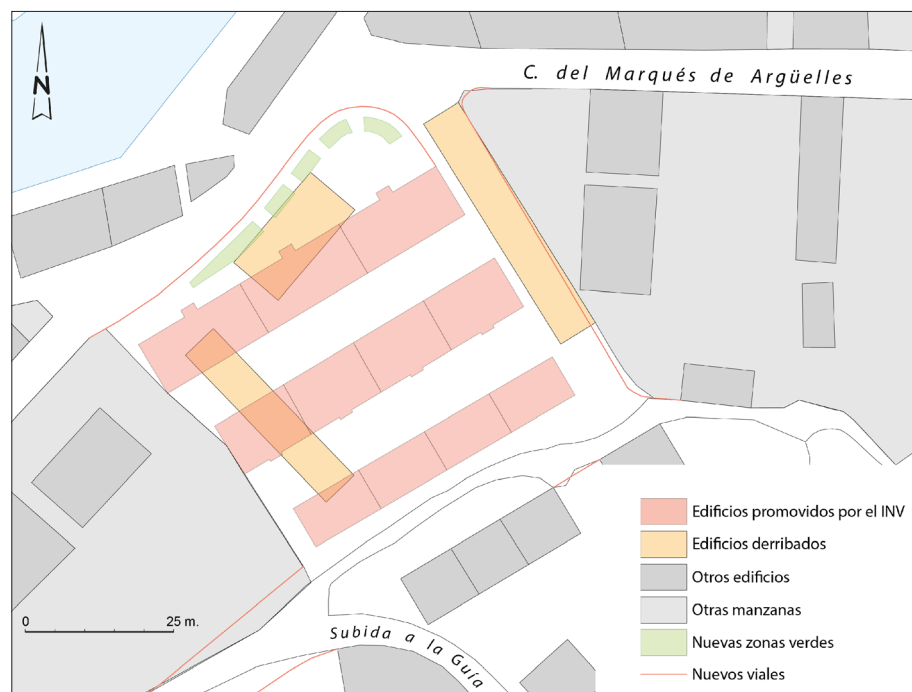 N
C. del Marqués de Argüelles
Edificios promovidos por el INV
Edificios derribados
Otros edificios
Otras manzanas
Nuevas zonas verdes
Nuevos viales
0 25 m.
Subida a la Guía